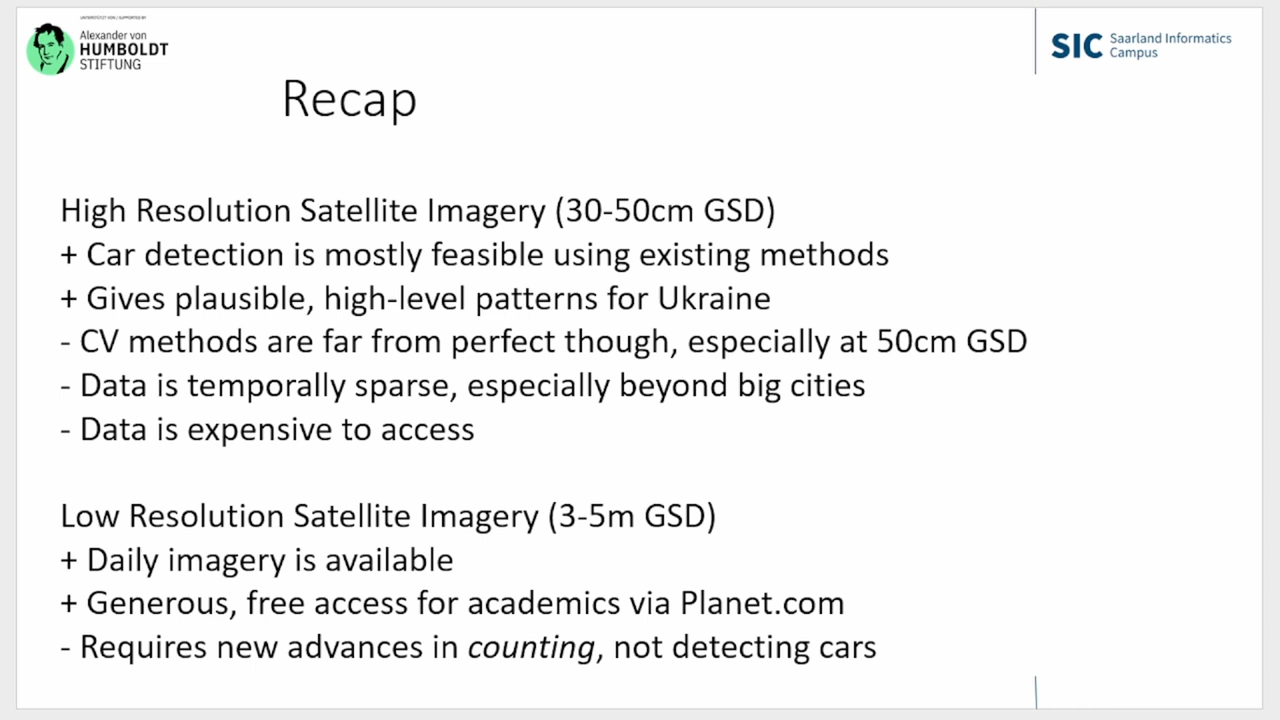 UNTERSTÜTZT VON / SUPPORTED BY
Alexander von
HUMBOLDT
STIFTUNG
SIC Saarland Informatics
Campus
Recap
High Resolution Satellite Imagery (30-50cm GSD)
+ Car detection is mostly feasible using existing methods
+ Gives plausible, high-level patterns for Ukraine
- CV methods are far from perfect though, especially at 50cm GSD
- Data is temporally sparse, especially beyond big cities
- Data is expensive to access
Low Resolution Satellite Imagery (3-5m GSD)
+ Daily imagery is available
+ Generous, free access for academics via Planet.com
- Requires new advances in counting, not detecting cars